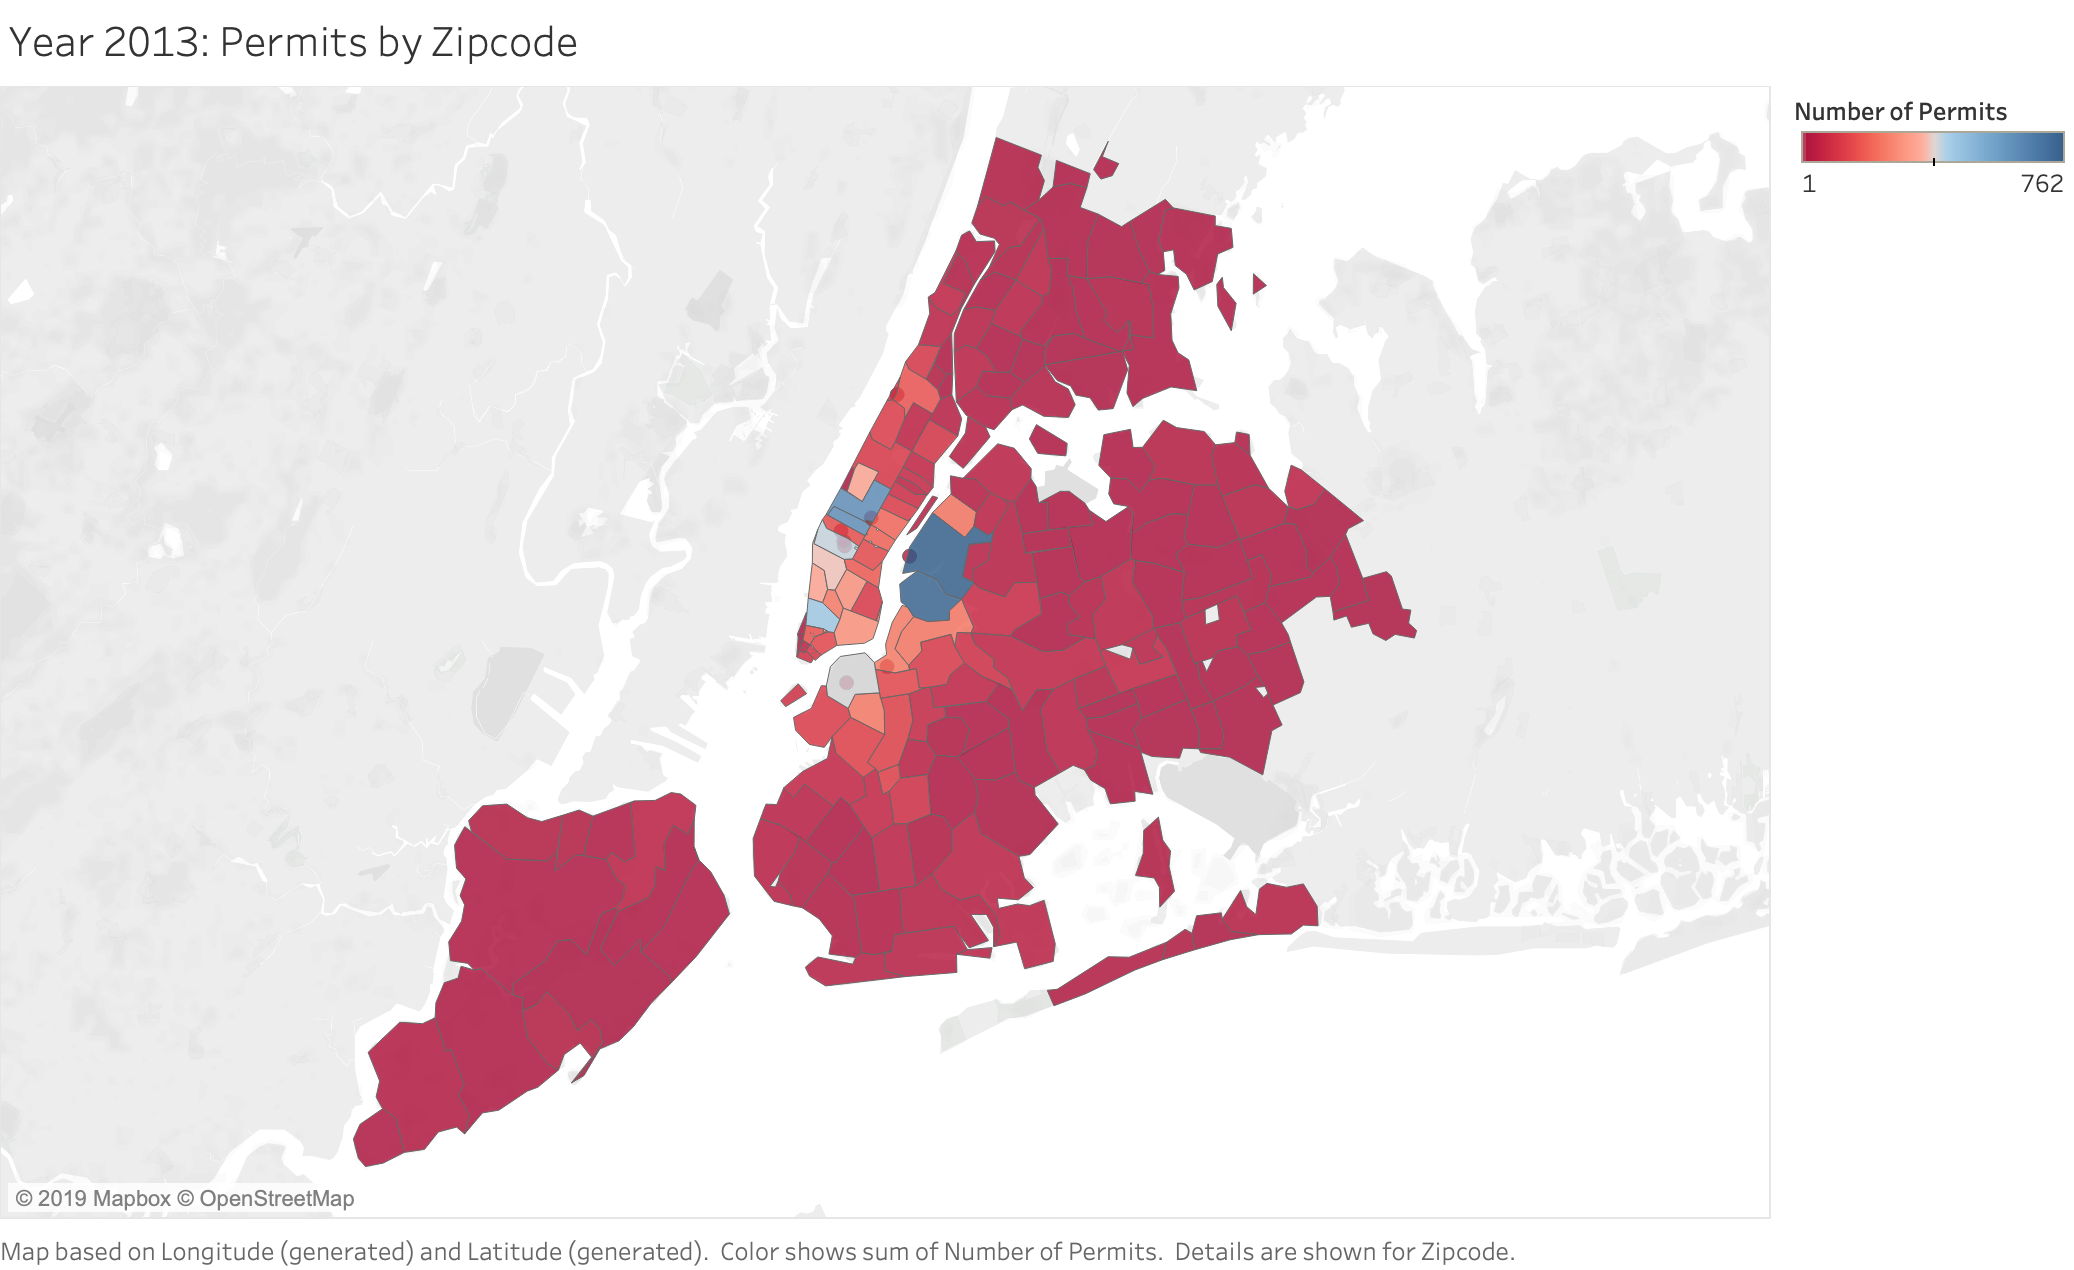 Year 2013: Permits by Zipcode
Number of Permits
1 762
© 2019 Mapbox © OpenStreetMap
Map based on Longitude (generated) and Latitude (generated). Color shows sum of Number of Permits. Details are shown for Zipcode.